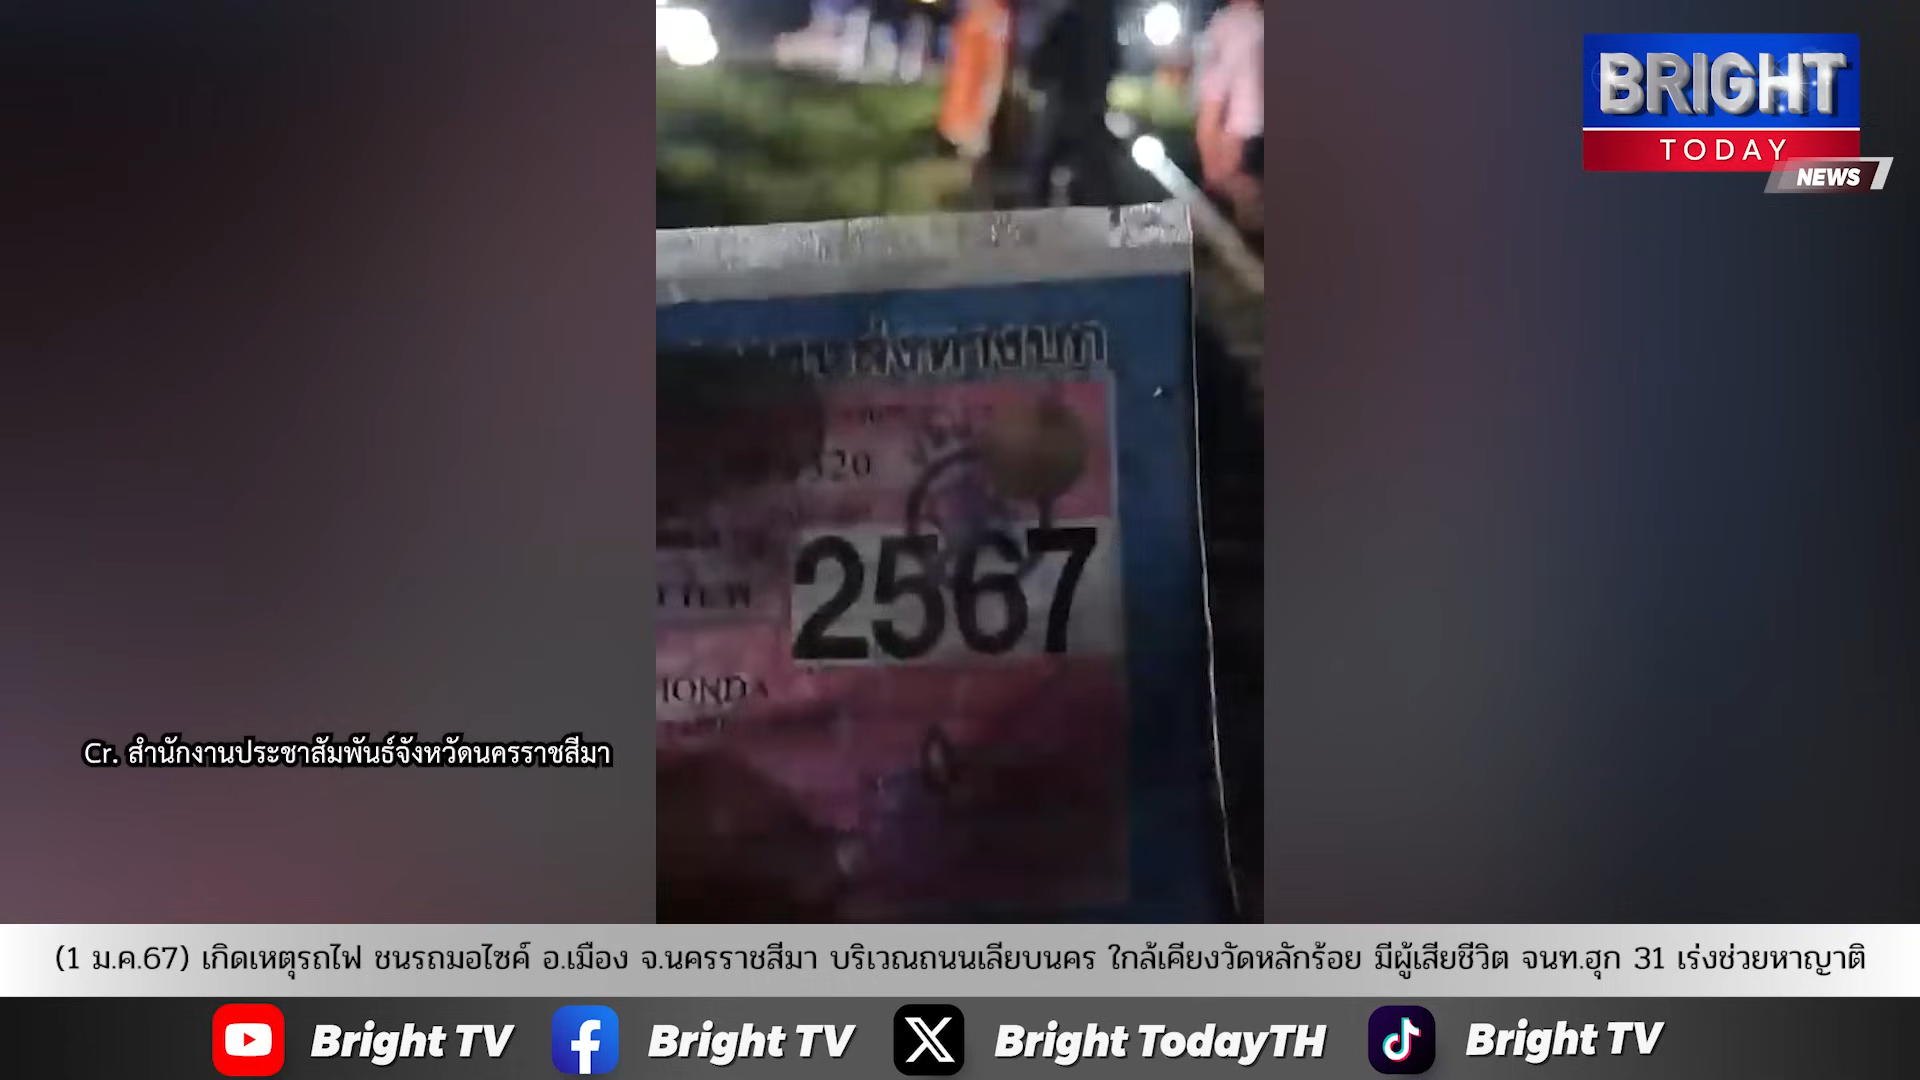 BRIGHT
TODAY
NEWS
2567
Cr. สำนักงานประชาสัมพันธ์จังหวัดนครราชสีมา
(1 ม.ค.67) เกิดเหตุรถไฟ ชนรถมอไซค์ อ.เมือง จ.นครราชสีมา บริเวณถนนเลียบนคร ใกล้เคียงวัดหลักร้อย มีผู้เสียชีวิต จนท.ฮุก 31 เร่งช่วยหาญาติ
Bright TV
Bright TV
Bright TodayTH
Bright TV